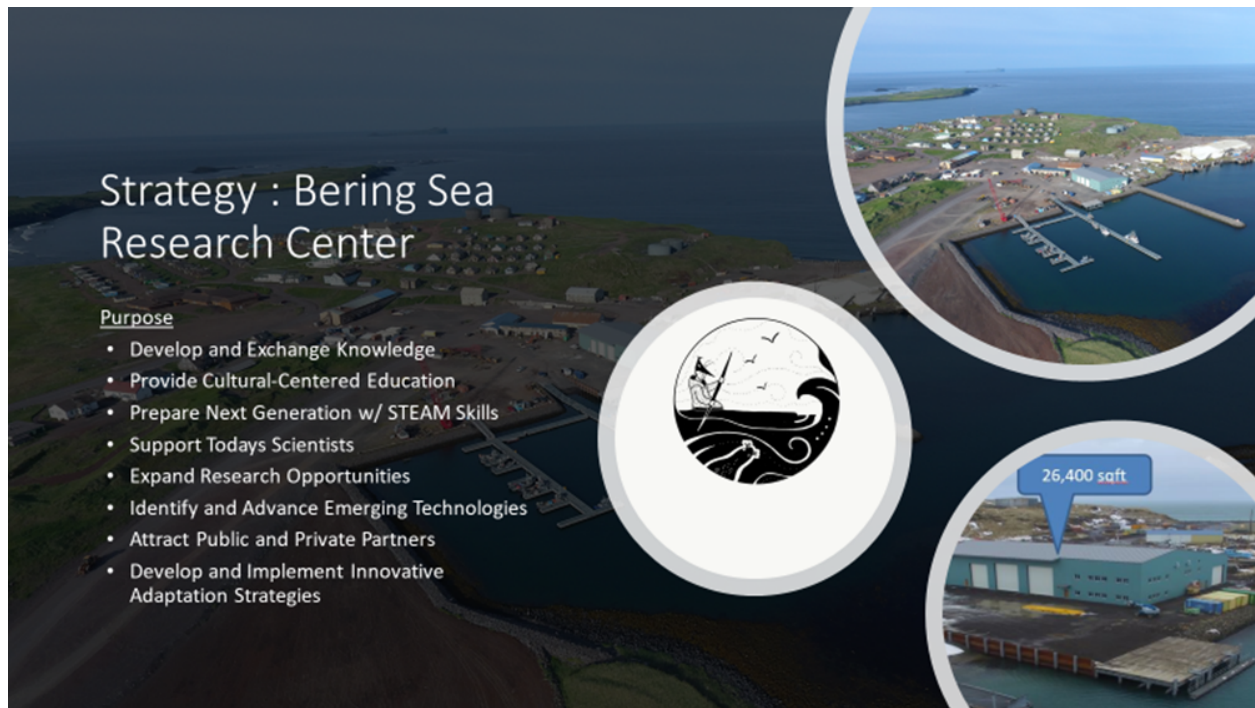 Strategy : Bering Sea
Research Center
Purpose
• Develop and Exchange Knowledge
• Provide Cultural-Centered Education
• Prepare Next Generation w/ STEAM Skills
• Support Todays Scientists
• Expand Research Opportunities
• Identify and Advance Emerging Technologies
• Attract Public and Private Partners
• Develop and Implement Innovative
Adaptation Strategies
26,400 sqft